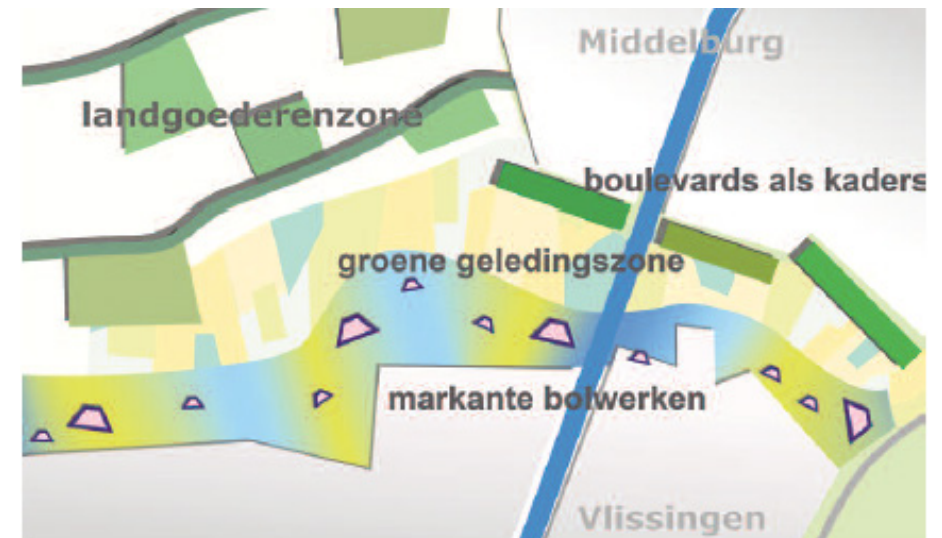 Middelburg
landgoederenzone
boulevards als kaders
groene geledingszone
markante bolwerken
Vlissingen